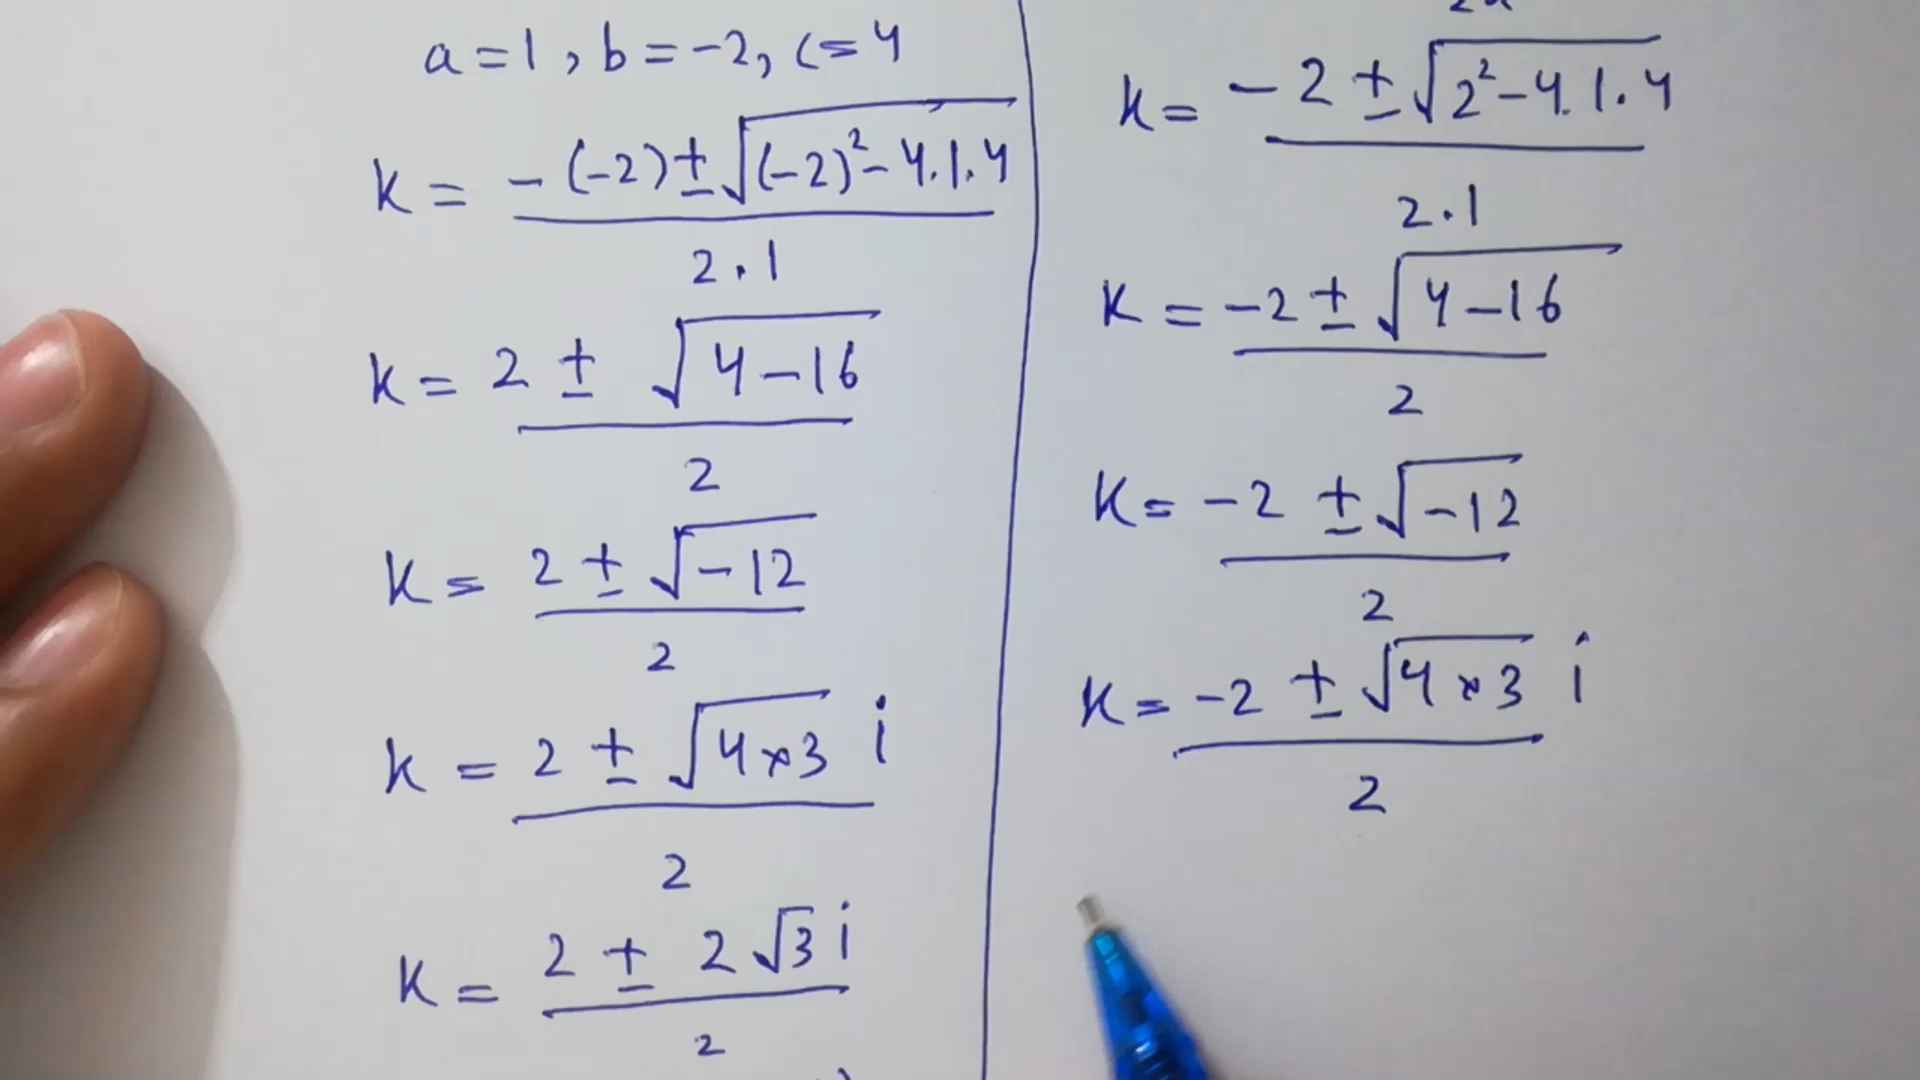 a = 1, b = -2, c = 4
k = - (-2) ± √(-2)² - 4.1.4
2.1
k = 2 ± √4 - 16
2
k = 2 ± √-12
2
k = 2 ± √4×3 i
2
k = 2 ± 2√3 i
2
2a
k = -2 ± √2² - 4.1.4
2.1
k = -2 ± √4 - 16
2
k = -2 ± √-12
2
k = -2 ± √4×3 i
2